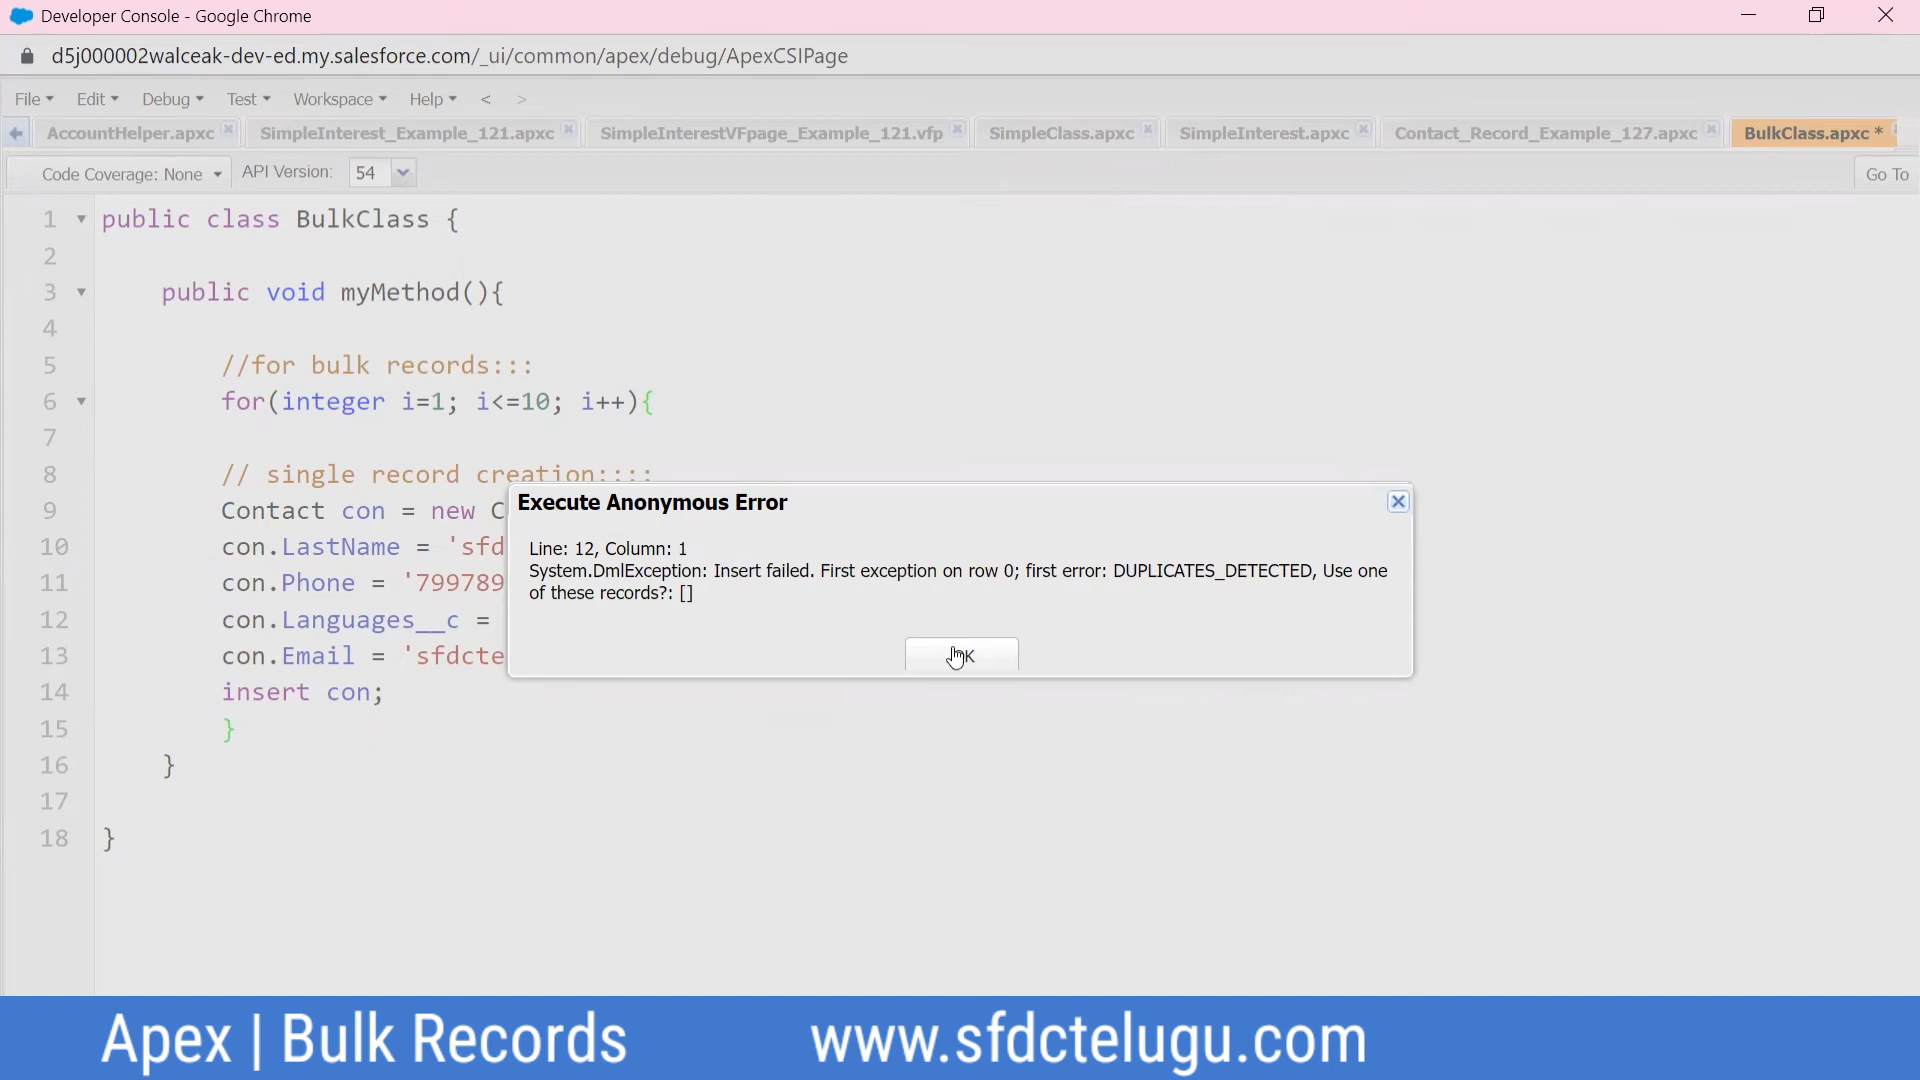 Developer Console - Google Chrome
d5j000002walceak-dev-ed.my.salesforce.com/_ui/common/apex/debug/ApexCSIPage
File Edit Debug Test Workspace Help < >
AccountHelper.apxc SimpleInterest_Example_121.apxc SimpleInterestVFpage_Example_121.vfp SimpleClass.apxc SimpleInterest.apxc Contact_Record_Example_127.apxc BulkClass.apxc *
Code Coverage: None API Version: 54 Go To
1 public class BulkClass {
2
3 public void myMethod(){
4
5 //for bulk records:::
6 for(integer i=1; i<=10; i++){
7
8 // single record creation::::
9 Contact con = new C
10 con.LastName = 'sfd
11 con.Phone = '799789
12 con.Languages__c =
13 con.Email = 'sfdcte
14 insert con;
15 }
16 }
17
18 }
Execute Anonymous Error
Line: 12, Column: 1
System.DmlException: Insert failed. First exception on row 0; first error: DUPLICATES_DETECTED, Use one
of these records?: []
OK
Apex | Bulk Records www.sfdctelugu.com